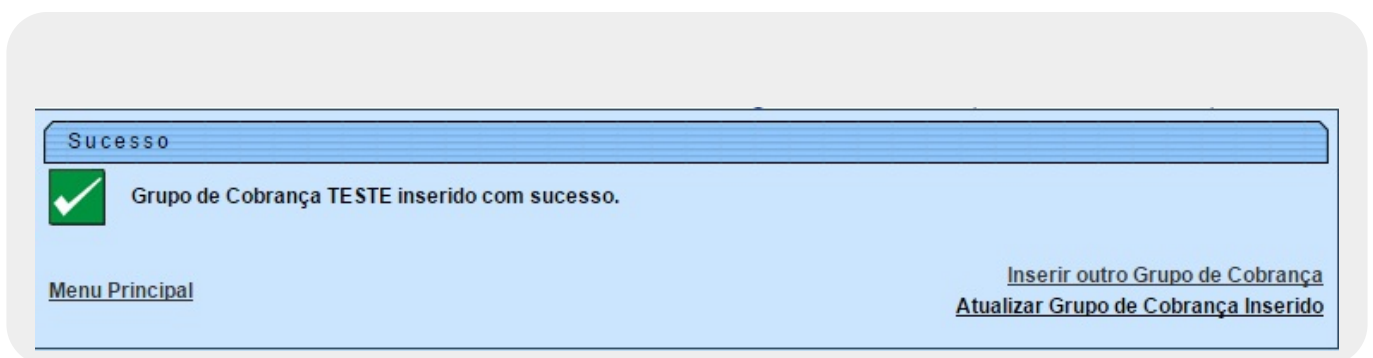 Sucesso
Grupo de Cobrança TESTE inserido com sucesso.
Inserir outro Grupo de Cobrança
Menu Principal
Atualizar Grupo de Cobrança Inserido